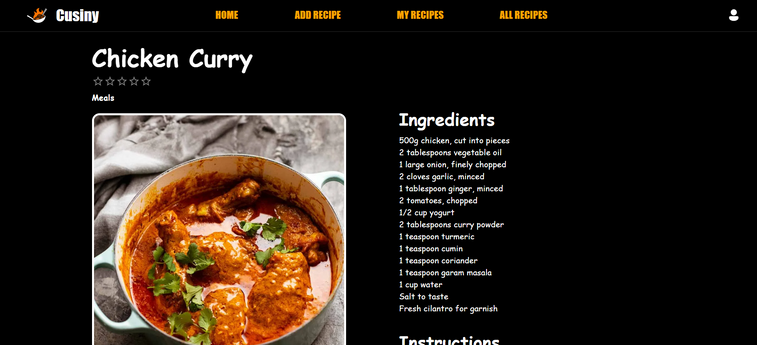 Cusiny
HOME
ADD RECIPE
MY RECIPES
ALL RECIPES
Chicken Curry
Meals
Ingredients
500g chicken, cut into pieces
2 tablespoons vegetable oil
1 large onion, finely chopped
2 cloves garlic, minced
1 tablespoon ginger, minced
2 tomatoes, chopped
1/2 cup yogurt
2 tablespoons curry powder
1 teaspoon turmeric
1 teaspoon cumin
1 teaspoon coriander
1 teaspoon garam masala
1 cup water
Salt to taste
Fresh cilantro for garnish
Instructions